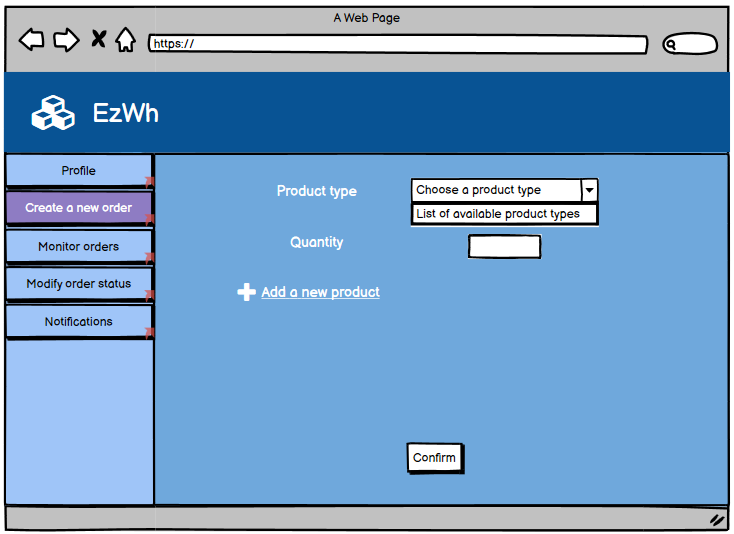 A Web Page
https://
EzWh
Profile
Create a new order
Monitor orders
Modify order status
Notifications
Product type
Choose a product type
List of available product types
Quantity
Add a new product
Confirm